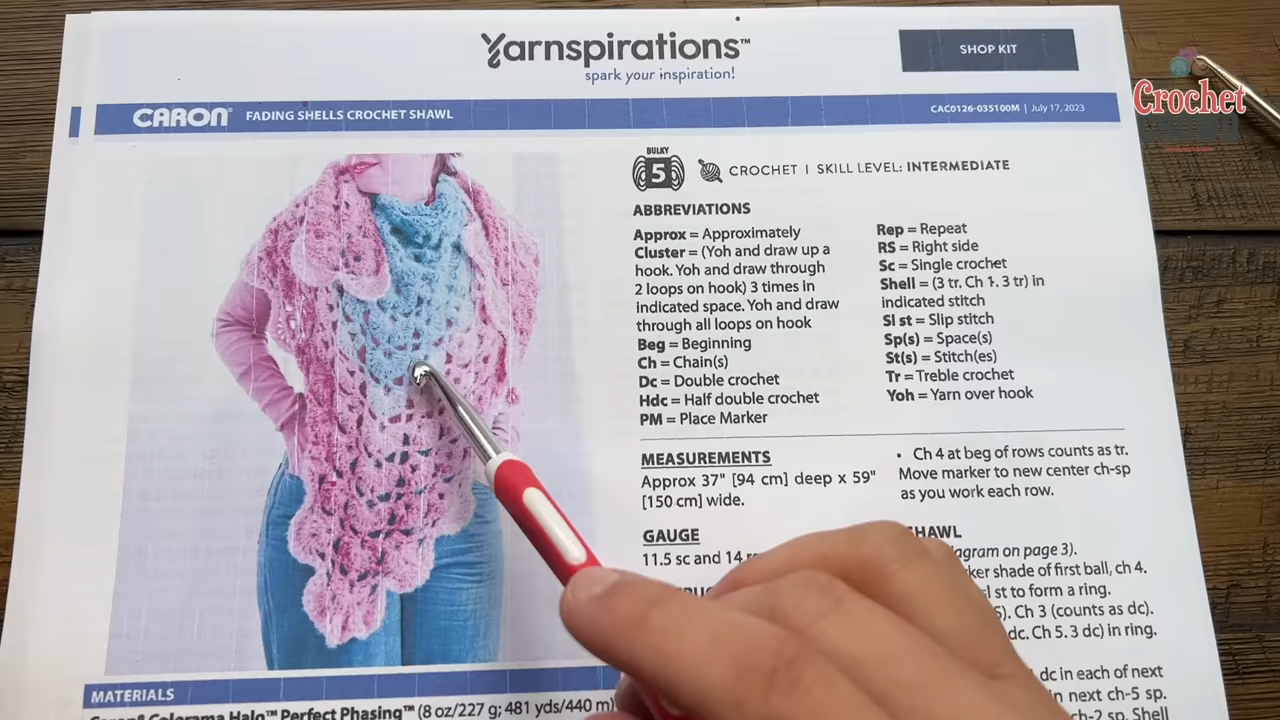 Yarnspirations™
spark your inspiration!
SHOP KIT
Crochet
CARON® FADING SHELLS CROCHET SHAWL
CAC0126-035100M | July 17, 2023
BULKY
5
CROCHET | SKILL LEVEL: INTERMEDIATE
ABBREVIATIONS
Approx = Approximately
Cluster = (Yoh and draw up a
hook. Yoh and draw through
2 loops on hook) 3 times in
indicated space. Yoh and draw
through all loops on hook
Beg = Beginning
Ch = Chain(s)
Dc = Double crochet
Hdc = Half double crochet
PM = Place Marker
Rep = Repeat
RS = Right side
Sc = Single crochet
Shell = (3 tr. Ch 1. 3 tr) in
indicated stitch
Sl st = Slip stitch
Sp(s) = Space(s)
St(s) = Stitch(es)
Tr = Treble crochet
Yoh = Yarn over hook
MEASUREMENTS
Approx 37" [94 cm] deep x 59"
[150 cm] wide.
GAUGE
11.5 sc and 14
• Ch 4 at beg of rows counts as tr.
Move marker to new center ch-sp
as you work each row.
SHAWL
on page 3).
shade of first ball, ch 4.
st to form a ring.
Ch 3 (counts as dc).
dc. Ch 5. 3 dc) in ring.
dc in each of next
in next ch-5 sp.
ch-2 sp. Shell
MATERIALS
Caron® Colorama Halo™ Perfect Phasing™ (8 oz/227 g; 481 yds/440 m)